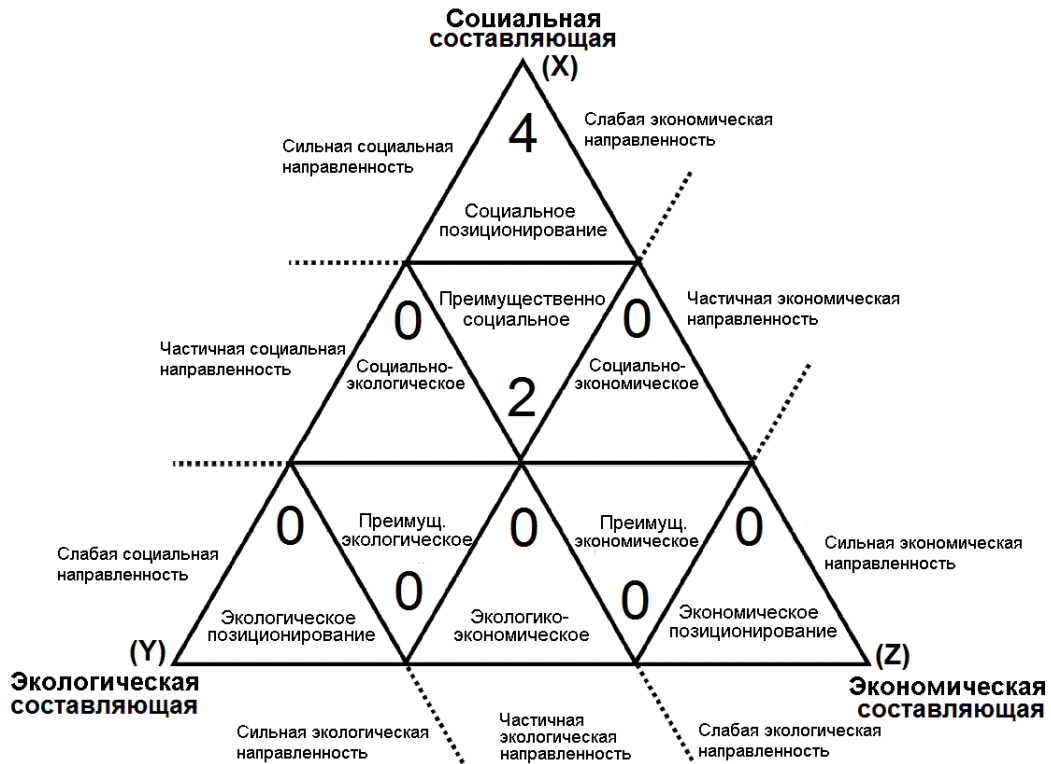 Социальная
составляющая
(X)
4
Слабая экономическая
направленность
Сильная социальная
направленность
Социальное
позиционирование
Преимущественно
социальное
0
0
Частичная экономическая
направленность
Частичная социальная
направленность
Социально-
экологическое
Социально-
экономическое
2
0
Преимущ.
экологическое
0
Преимущ.
экономическое
0
Слабая социальная
направленность
Сильная экономическая
направленность
0
0
Экологическое
позиционирование
Экологико-
экономическое
Экономическое
позиционирование
(Y)
(Z)
Экологическая
составляющая
Экономическая
составляющая
Сильная экологическая
направленность
Частичная
экологическая
направленность
Слабая экологическая
направленность